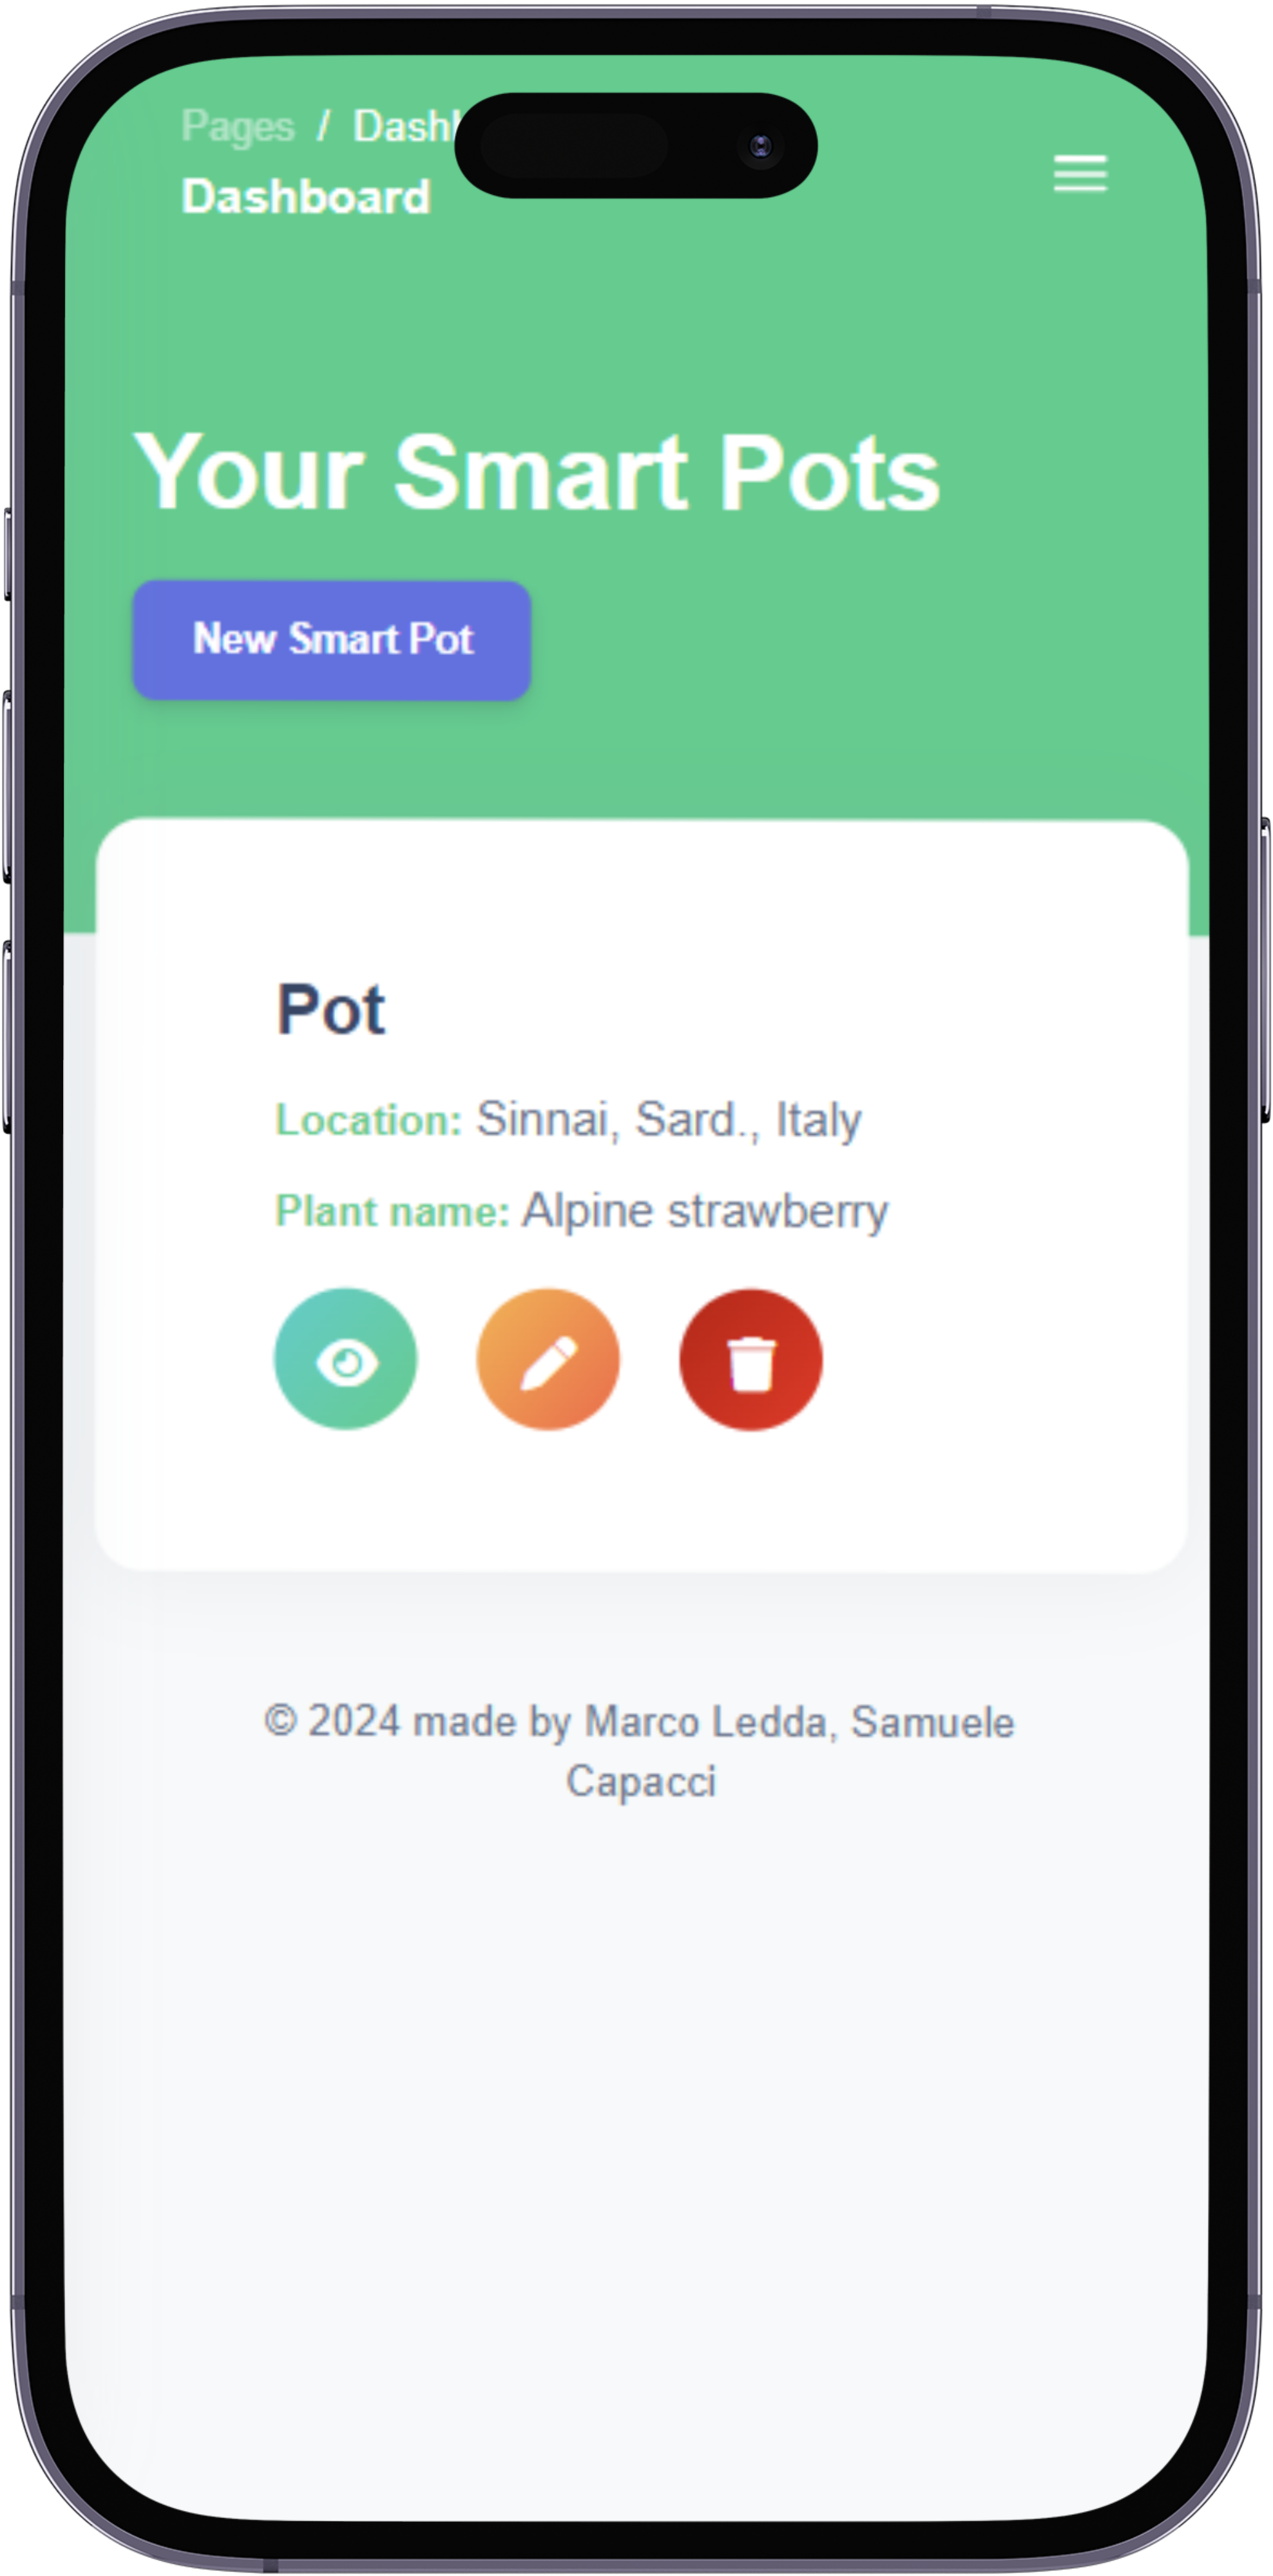 Pages / Dashb
Dashboard
Your Smart Pots
New Smart Pot
Pot
Location: Sinnai, Sard., Italy
Plant name: Alpine strawberry
© 2024 made by Marco Ledda, Samuele
Capacci